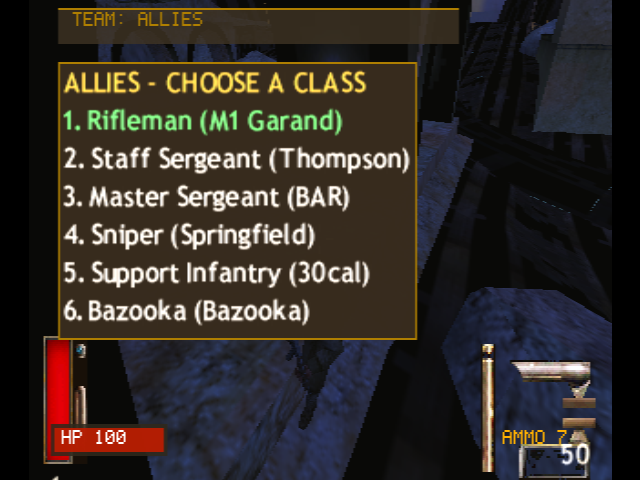 TEAM: ALLIES
ALLIES - CHOOSE A CLASS
1. Rifleman (M1 Garand)
2. Staff Sergeant (Thompson)
3. Master Sergeant (BAR)
4. Sniper (Springfield)
5. Support Infantry (30cal)
6. Bazooka (Bazooka)
HP 100
AMMO 7
50